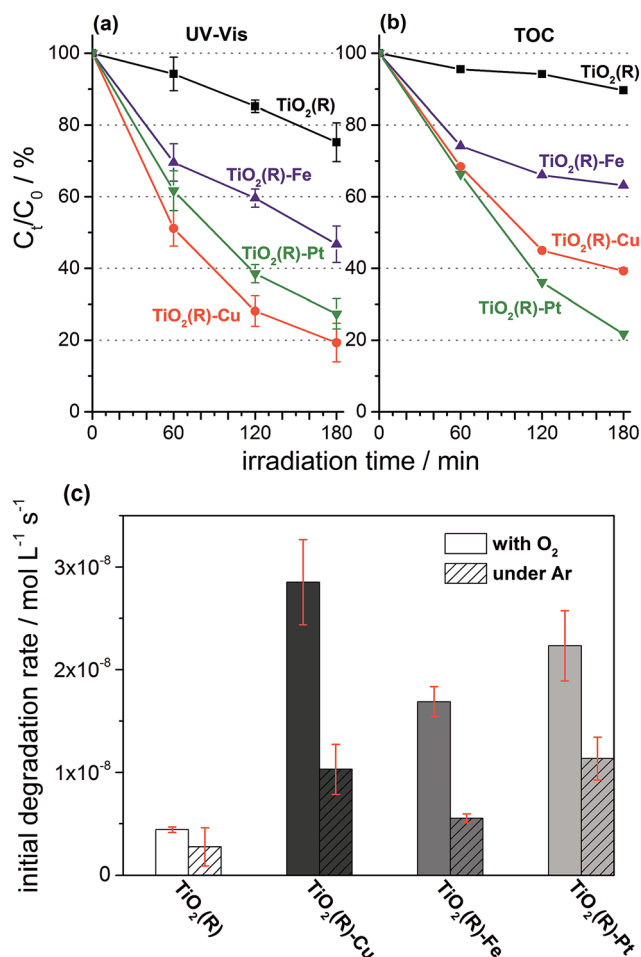 (a) UV-Vis
(b) TOC
C_t/C_0 / %
100
80
60
40
20
0
TiO₂(R)
TiO₂(R)-Fe
TiO₂(R)-Pt
TiO₂(R)-Cu
TiO₂(R)
TiO₂(R)-Fe
TiO₂(R)-Cu
TiO₂(R)-Pt
0 60 120 180 0 60 120 180
irradiation time / min
(c)
initial degradation rate / mol L⁻¹ s⁻¹
with O₂
under Ar
3x10⁻⁸
2x10⁻⁸
1x10⁻⁸
0
TiO₂(R) TiO₂(R)-Cu TiO₂(R)-Fe TiO₂(R)-Pt